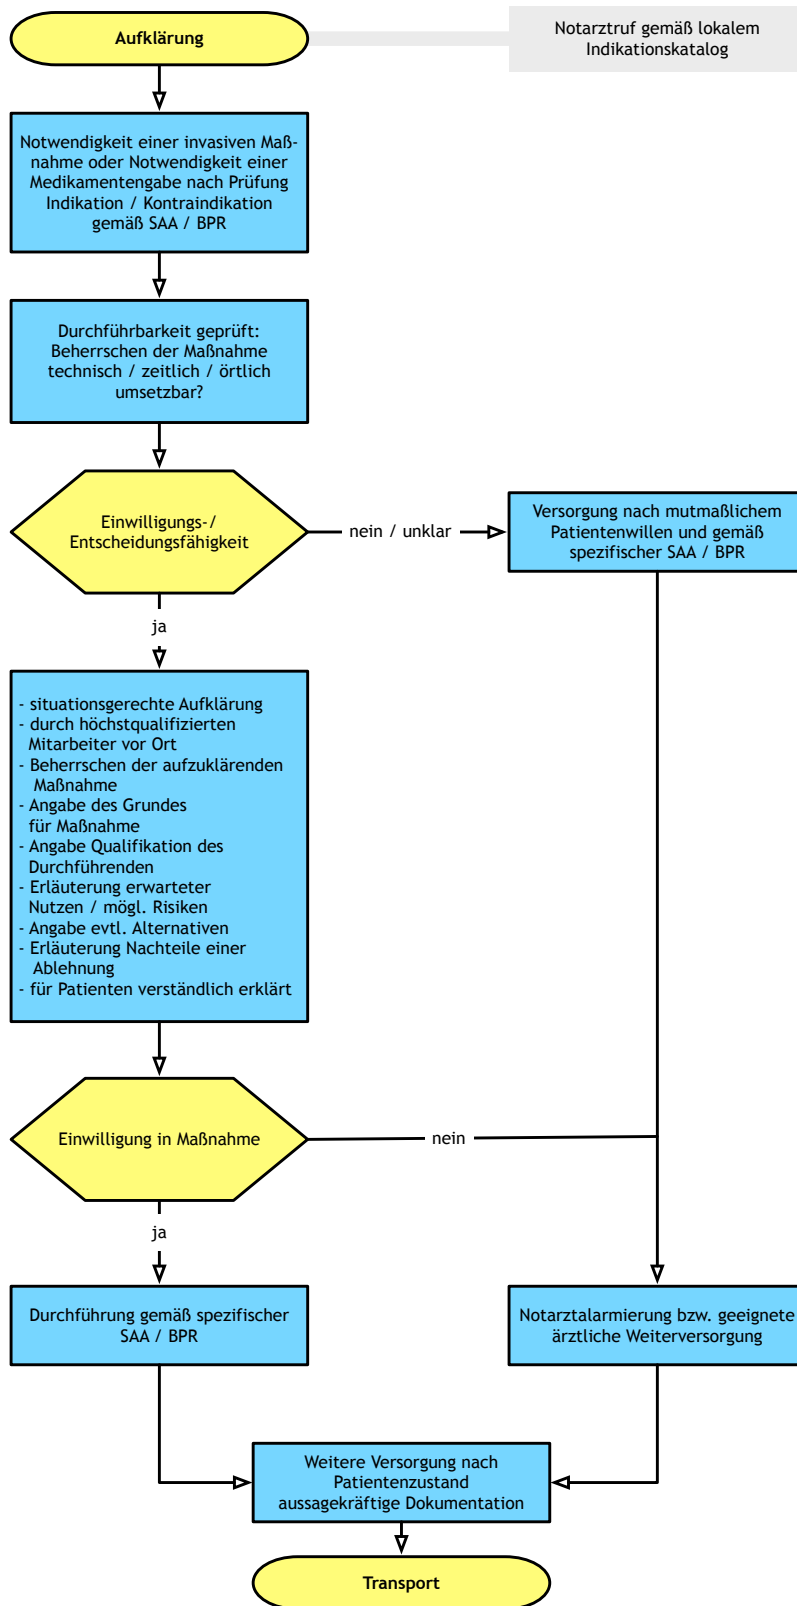 Aufklärung
Notarztruf gemäß lokalem
Indikationskatalog
Notwendigkeit einer invasiven Maß-
nahme oder Notwendigkeit einer
Medikamentengabe nach Prüfung
Indikation / Kontraindikation
gemäß SAA / BPR
Durchführbarkeit geprüft:
Beherrschen der Maßnahme
technisch / zeitlich / örtlich
umsetzbar?
Einwilligungs-/
Entscheidungsfähigkeit
nein / unklar
Versorgung nach mutmaßlichem
Patientenwillen und gemäß
spezifischer SAA / BPR
ja
- situationsgerechte Aufklärung
- durch höchstqualifizierten
Mitarbeiter vor Ort
- Beherrschen der aufzuklärenden
Maßnahme
- Angabe des Grundes
für Maßnahme
- Angabe Qualifikation des
Durchführenden
- Erläuterung erwarteter
Nutzen / mögl. Risiken
- Angabe evtl. Alternativen
- Erläuterung Nachteile einer
Ablehnung
- für Patienten verständlich erklärt
Einwilligung in Maßnahme
nein
ja
Durchführung gemäß spezifischer
SAA / BPR
Notarztalarmierung bzw. geeignete
ärztliche Weiterversorgung
Weitere Versorgung nach
Patientenzustand
aussagekräftige Dokumentation
Transport